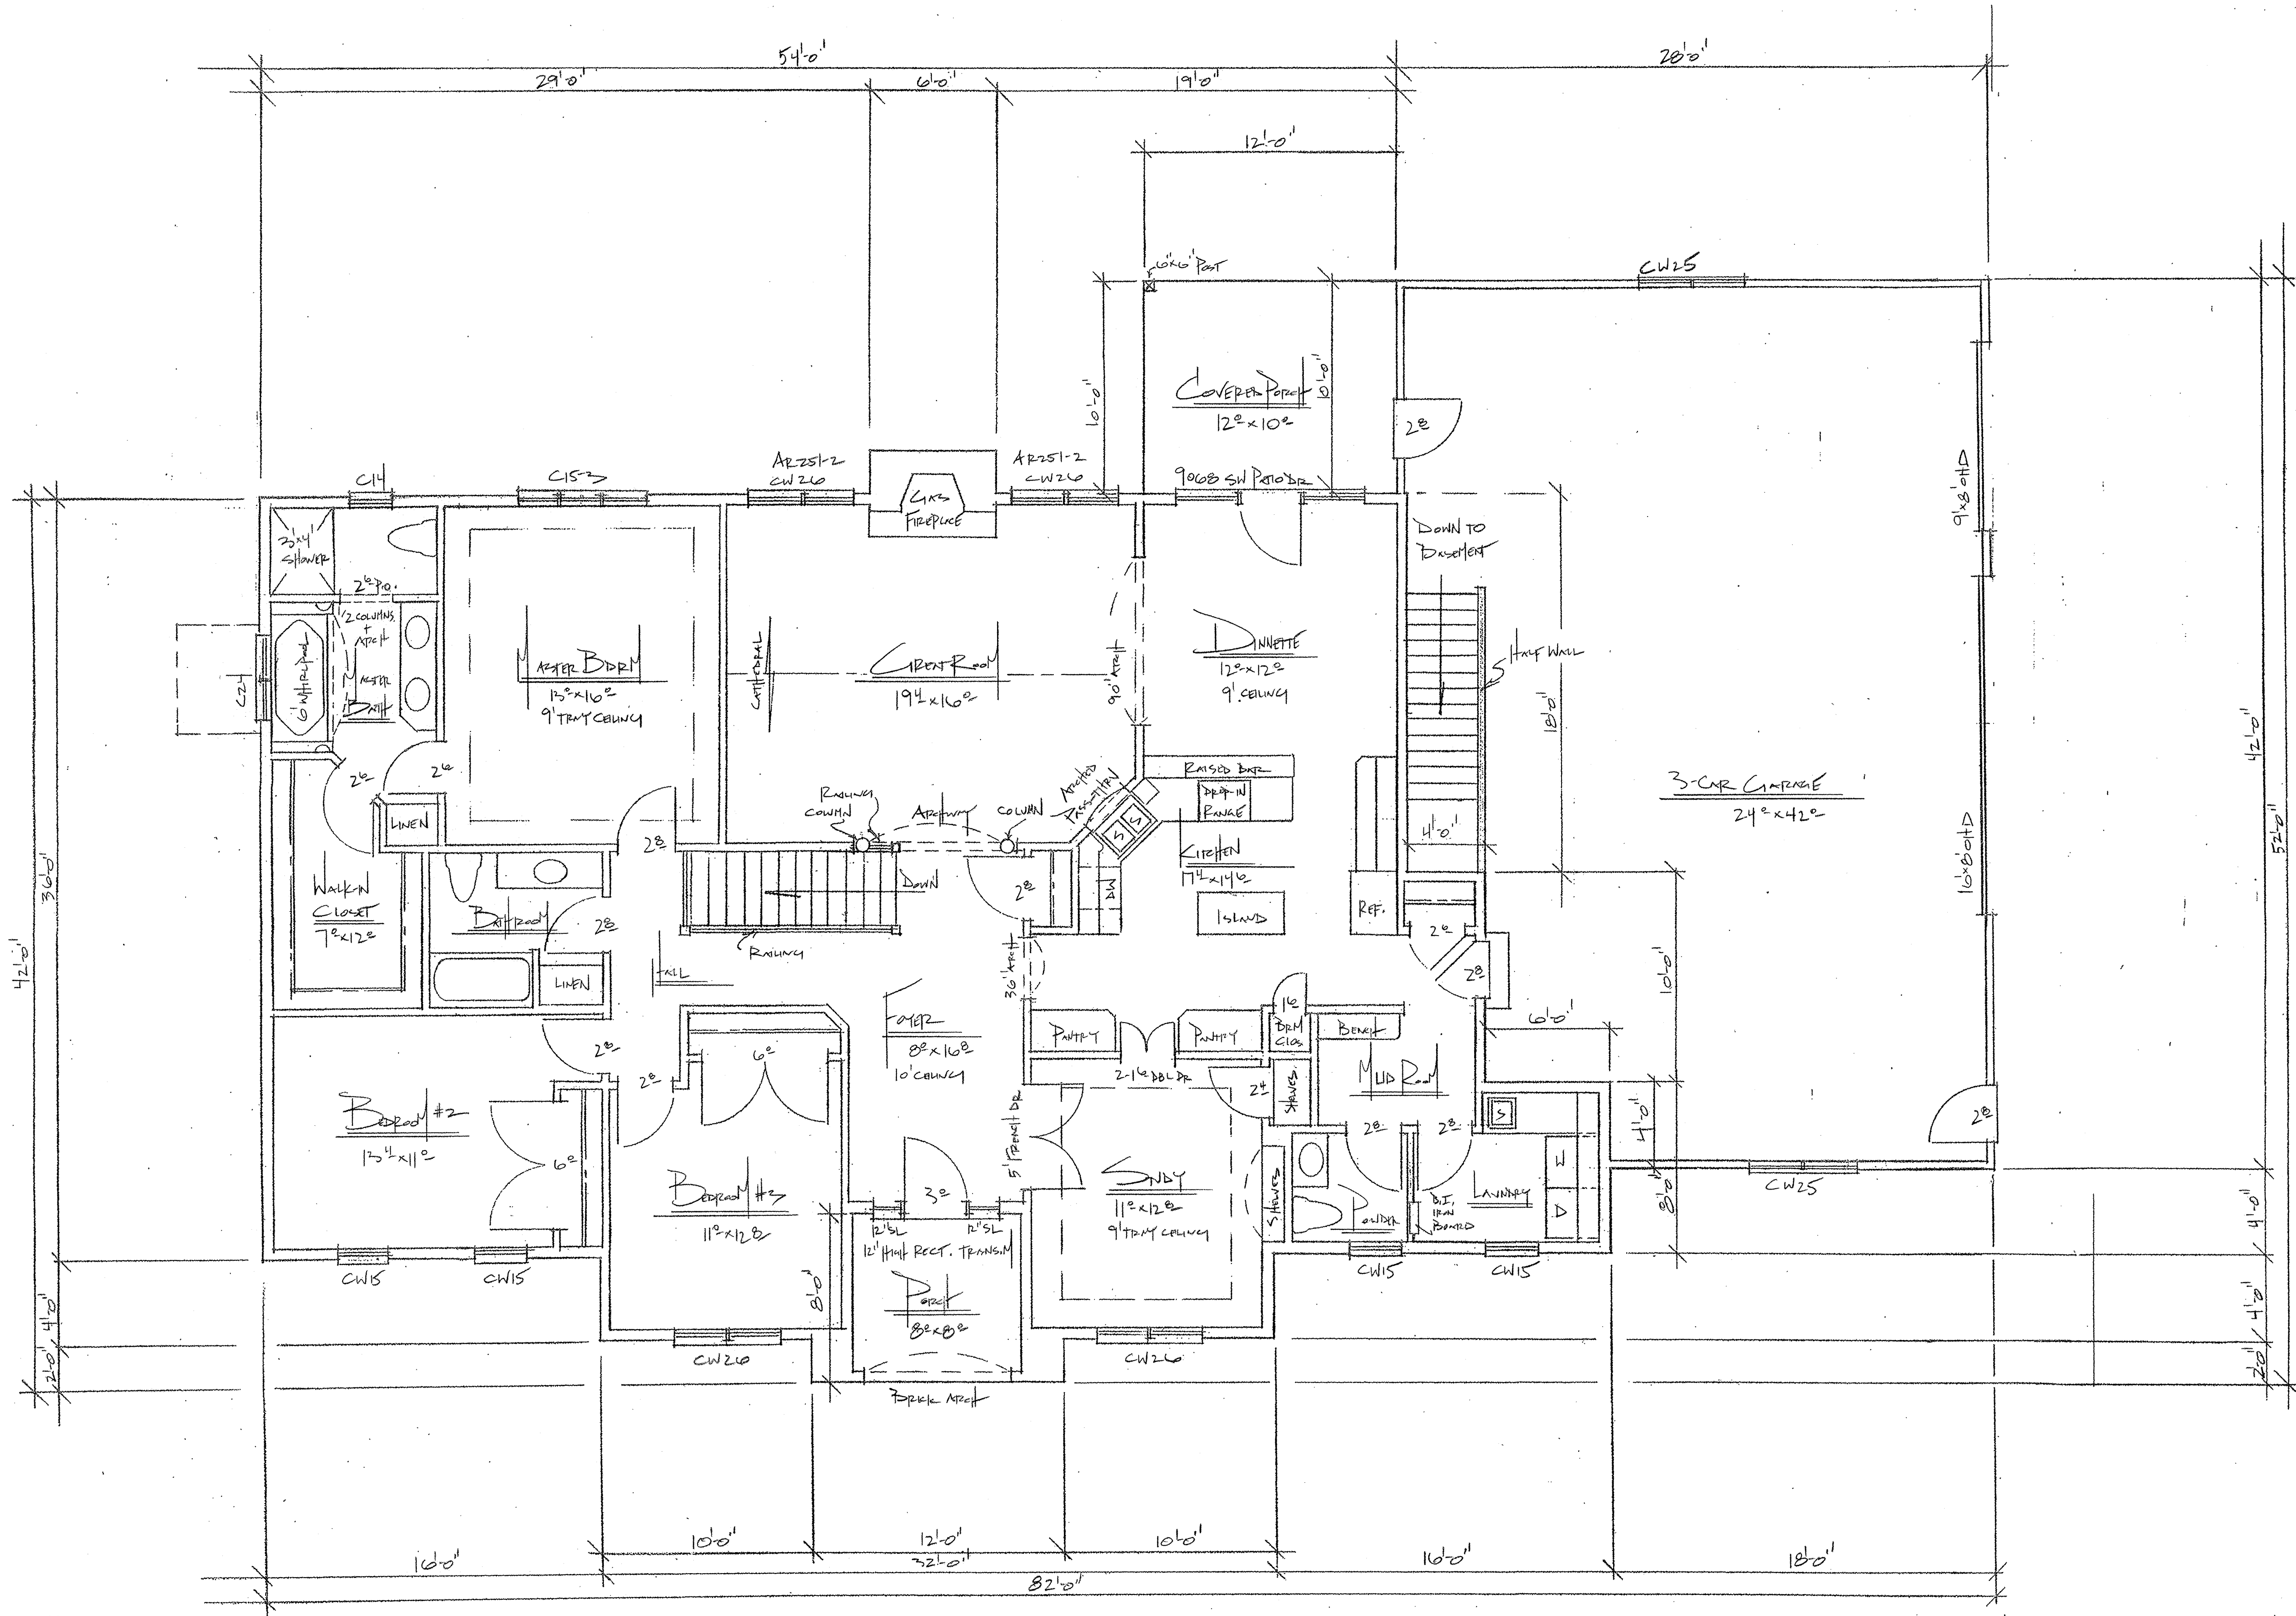 54'-0"
28'-0"
29'-0"
6'-0"
19'-0"
12'-0"
6"x6" Post
CW25
10'-0"
Covered Porch
12⁰x10⁰
10'-0"
2⁸
9'x8' OHD
C14
C15-3
AR251-2
CW26
Gas
Fireplace
AR251-2
CW26
9068 SW Patio Dr
Down to
Basement
3'x4'
Shower
2⁶ P.D.
2 Columns
+
Arch
Master
Bath
6' Whirlpool
C24
Master Bdrm
13⁰x16⁰
9' Tray Ceiling
Cathedral
Great Room
19⁴x16⁰
90" Arch
Dinnette
12⁰x12⁰
9' Ceiling
Half Wall
18'-0"
42'-0"
52'-0"
2⁶
2⁶
Linen
Railing
Column
Archway
Column
Arched
Pass-Thru
Raised Bar
Drop-in
Range
S
S
4'-0"
3-Car Garage
24⁰x42⁰
16'x8' OHD
2⁸
Kitchen
17⁴x14⁶
36'-0"
42'-0"
Walk-in
Closet
7⁰x12⁰
Bathroom
2⁸
Down
2⁸
DW
Island
Ref.
2⁶
2⁸
Linen
Hall
Railing
36" Arch
10'-0"
6'-0"
Foyer
8⁰x16⁸
10' Ceiling
Pantry
Pantry
1⁶
Brm
Clos
Bench
2⁸
2⁸
6⁰
2-1⁶ Dbl Dr
2⁴
Shelves
Mud Room
S
4'-0"
2⁸
5' French Dr
Bedroom #2
13⁴x11⁰
6⁰
Bedroom #3
11⁰x12⁸
3⁰
Study
11⁰x12⁸
9' Tray Ceiling
Shelves
2⁸
2⁸
W
D
Laundry
B.I.
Iron
Board
Powder
8'-0"
CW25
12" SL
12" SL
12" High Rect. Transom
CW15
CW15
CW15
CW15
8'-0"
Porch
8⁰x8⁰
4'-0"
4'-0"
4'-0"
2'-0"
2'-0"
CW26
CW26
Brick Arch
10'-0"
12'-0"
10'-0"
16'-0"
32'-0"
16'-0"
18'-0"
82'-0"